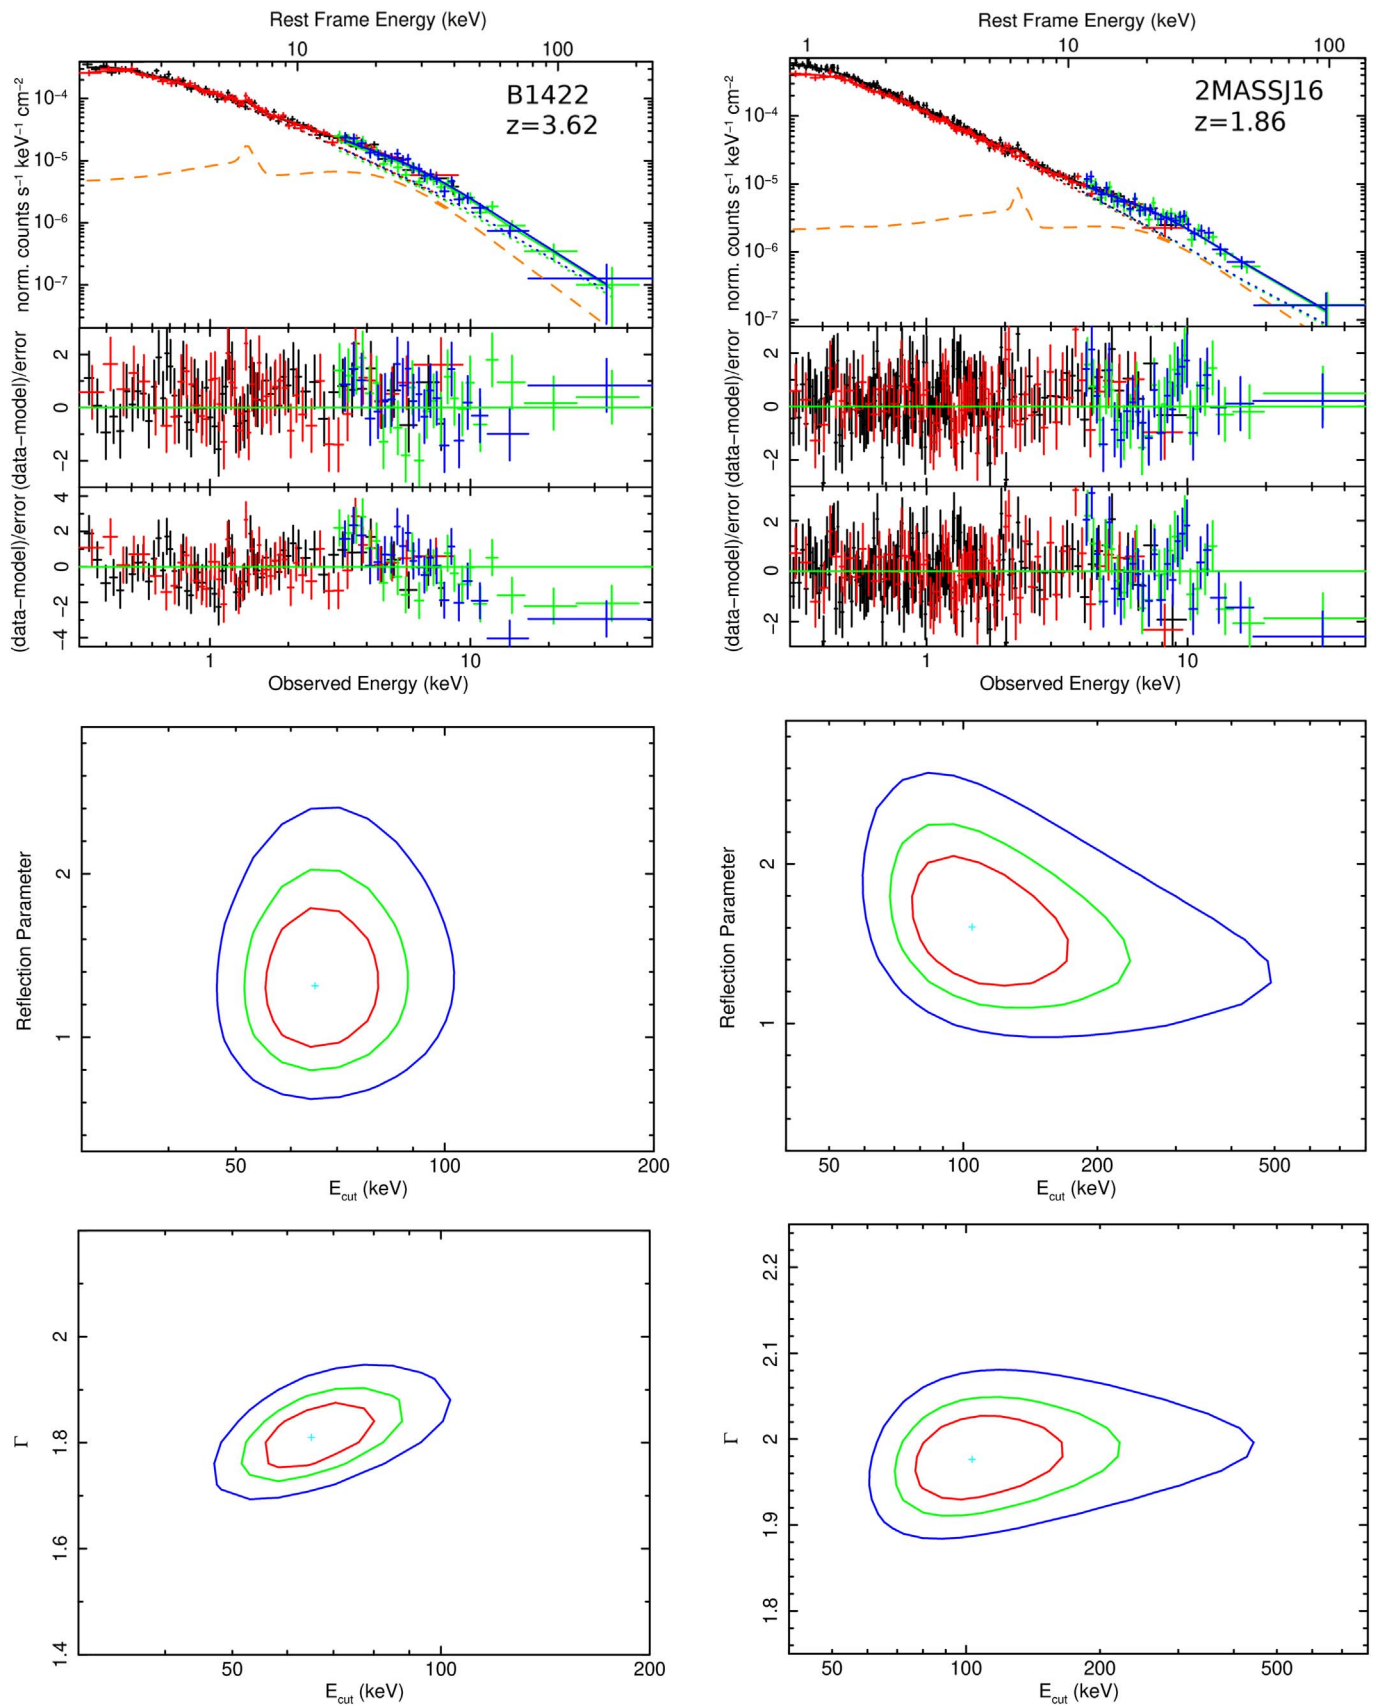 Rest Frame Energy (keV)
10 100
B1422
z=3.62
norm. counts s⁻¹ keV⁻¹ cm⁻²
10⁻⁴
10⁻⁵
10⁻⁶
10⁻⁷
(data−model)/error
2
0
−2
(data−model)/error
4
2
0
−2
−4
1 10
Observed Energy (keV)
Rest Frame Energy (keV)
1 10 100
2MASSJ16
z=1.86
norm. counts s⁻¹ keV⁻¹ cm⁻²
10⁻⁴
10⁻⁵
10⁻⁶
10⁻⁷
(data−model)/error
2
0
−2
(data−model)/error
2
0
−2
1 10
Observed Energy (keV)
Reflection Parameter
2
1
50 100 200
E_cut (keV)
Reflection Parameter
2
1
50 100 200 500
E_cut (keV)
Γ
2
1.8
1.6
1.4
50 100 200
E_cut (keV)
Γ
2.2
2.1
2
1.9
1.8
50 100 200 500
E_cut (keV)